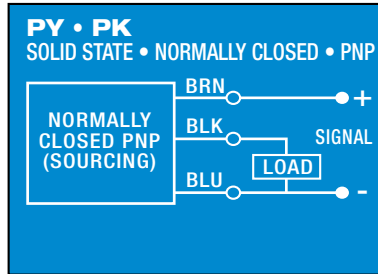 PY • PK
SOLID STATE • NORMALLY CLOSED • PNP
BRN
+
NORMALLY
CLOSED PNP
(SOURCING)
BLK
SIGNAL
LOAD
BLU
-